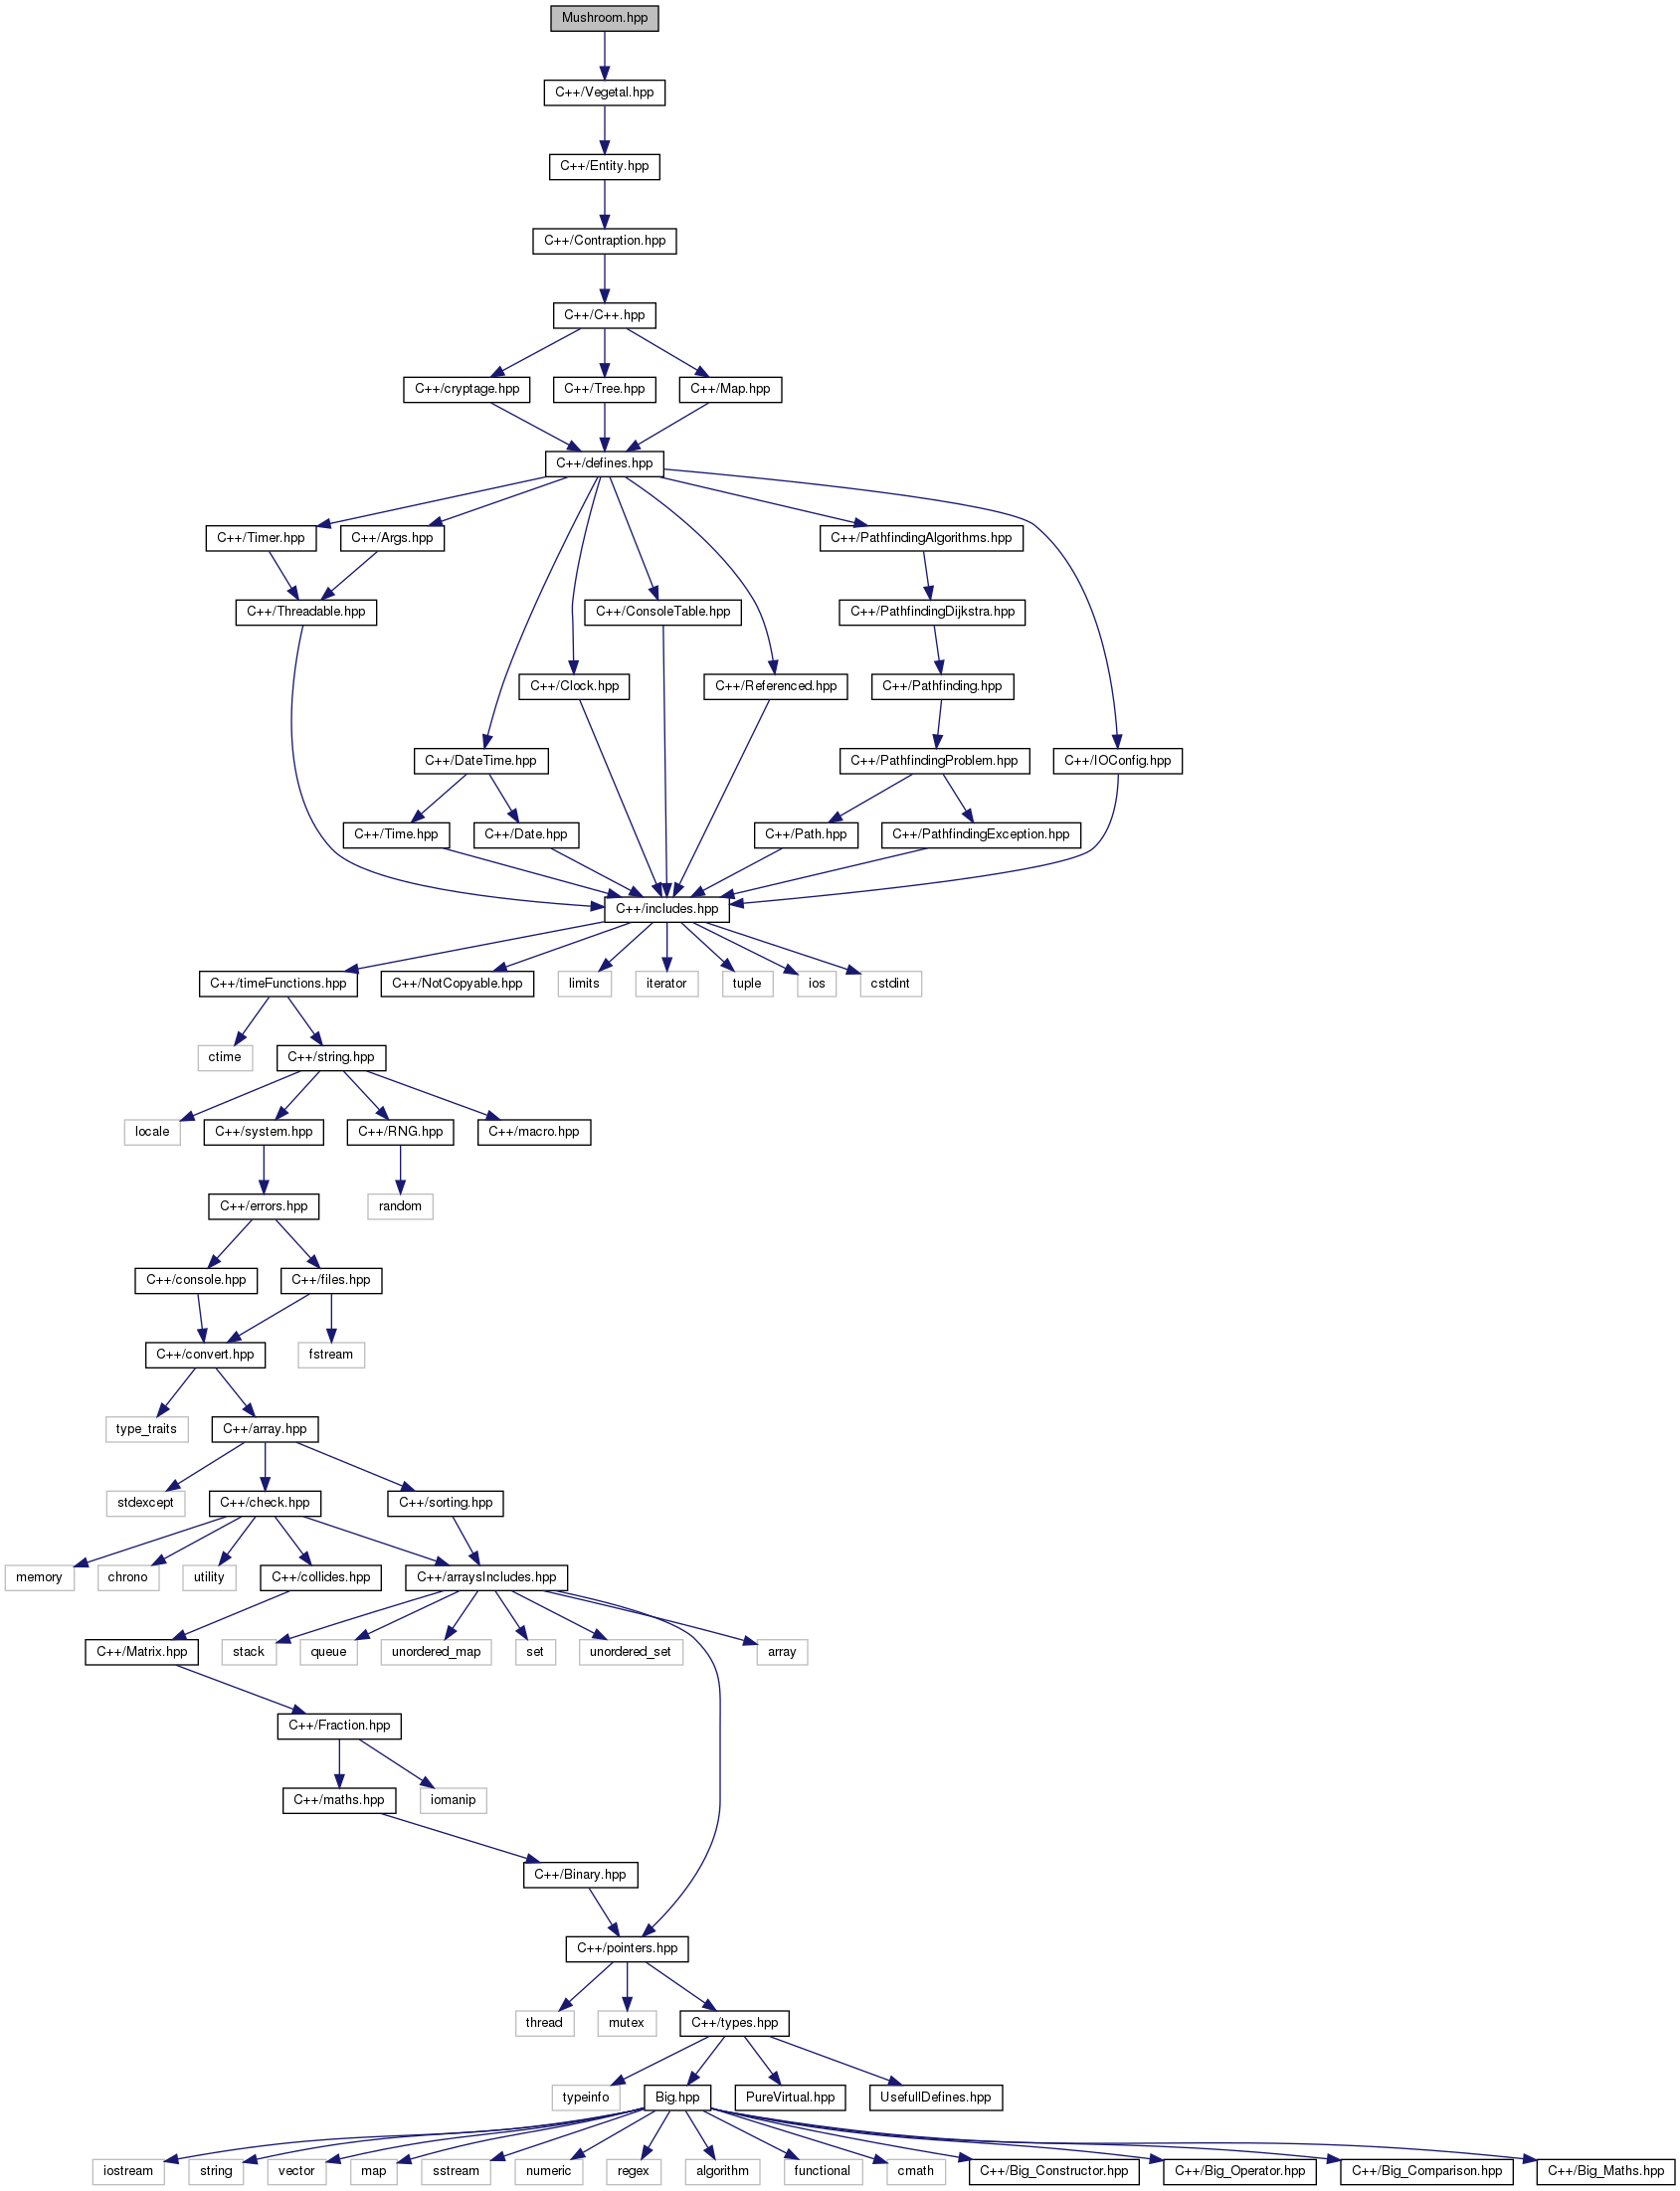 Mushroom.hpp
C++/Vegetal.hpp
C++/Entity.hpp
C++/Contraption.hpp
C++/C++.hpp
C++/cryptage.hpp
C++/Tree.hpp
C++/Map.hpp
C++/defines.hpp
C++/Timer.hpp
C++/Args.hpp
C++/PathfindingAlgorithms.hpp
C++/Threadable.hpp
C++/ConsoleTable.hpp
C++/PathfindingDijkstra.hpp
C++/Clock.hpp
C++/Referenced.hpp
C++/Pathfinding.hpp
C++/DateTime.hpp
C++/PathfindingProblem.hpp
C++/IOConfig.hpp
C++/Time.hpp
C++/Date.hpp
C++/Path.hpp
C++/PathfindingException.hpp
C++/includes.hpp
C++/timeFunctions.hpp
C++/NotCopyable.hpp
limits
iterator
tuple
ios
cstdint
ctime
C++/string.hpp
locale
C++/system.hpp
C++/RNG.hpp
C++/macro.hpp
C++/errors.hpp
random
C++/console.hpp
C++/files.hpp
C++/convert.hpp
fstream
type_traits
C++/array.hpp
stdexcept
C++/check.hpp
C++/sorting.hpp
memory
chrono
utility
C++/collides.hpp
C++/arraysIncludes.hpp
C++/Matrix.hpp
stack
queue
unordered_map
set
unordered_set
array
C++/Fraction.hpp
C++/maths.hpp
iomanip
C++/Binary.hpp
C++/pointers.hpp
thread
mutex
C++/types.hpp
typeinfo
Big.hpp
PureVirtual.hpp
UsefullDefines.hpp
iostream
string
vector
map
sstream
numeric
regex
algorithm
functional
cmath
C++/Big_Constructor.hpp
C++/Big_Operator.hpp
C++/Big_Comparison.hpp
C++/Big_Maths.hpp